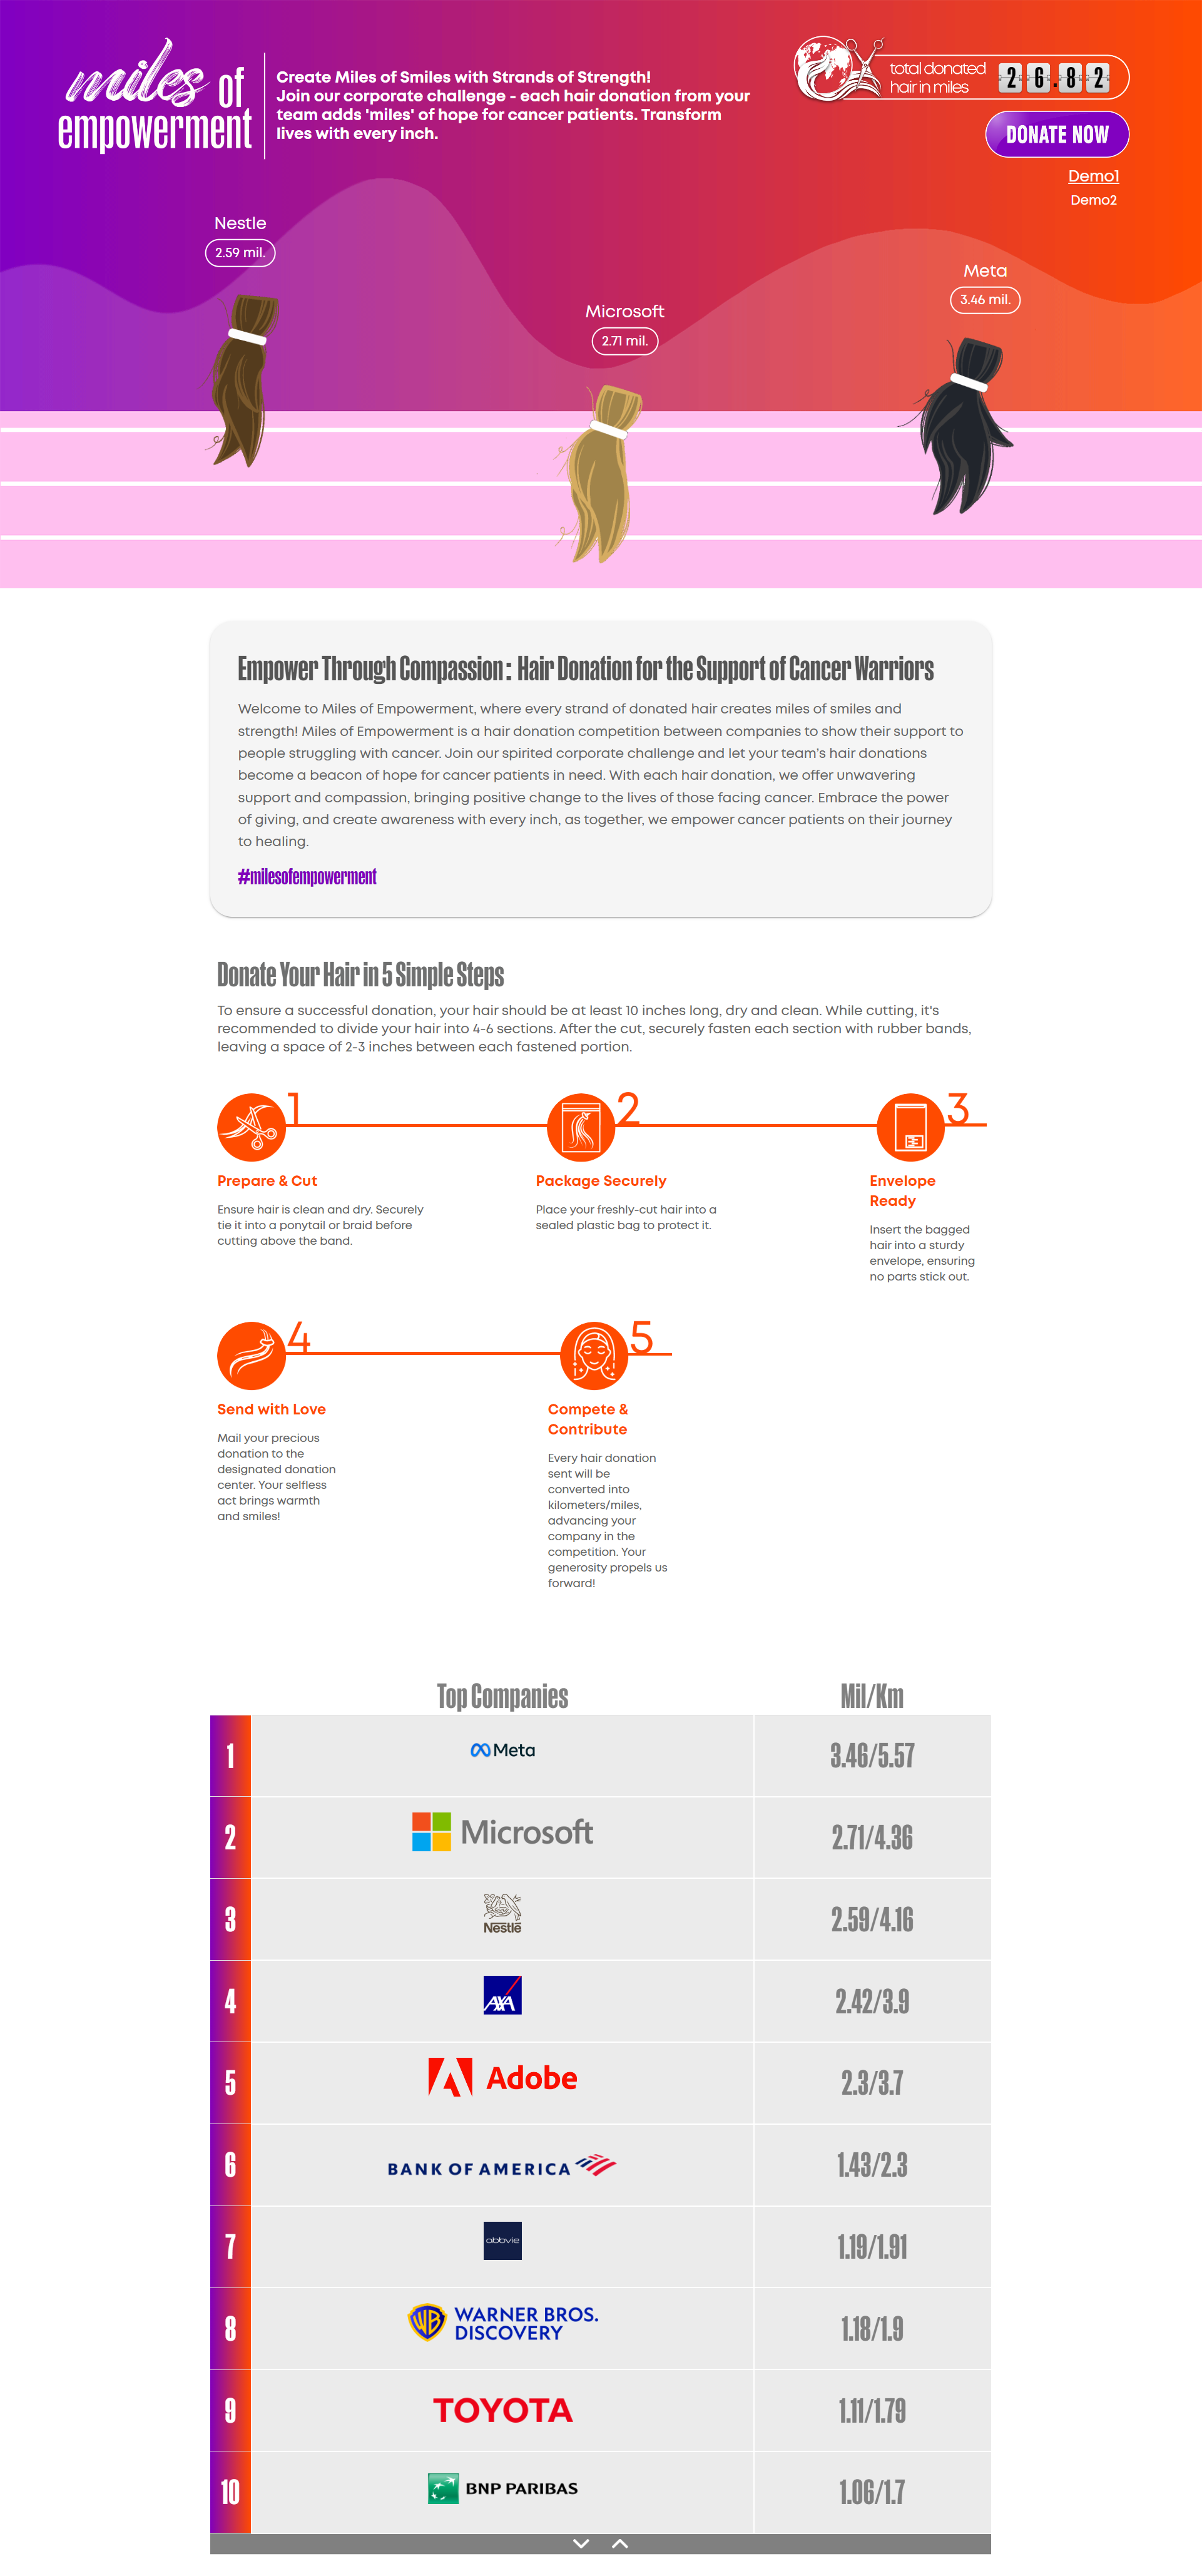 miles of
empowerment
Create Miles of Smiles with Strands of Strength!
Join our corporate challenge - each hair donation from your
team adds 'miles' of hope for cancer patients. Transform
lives with every inch.
total donated
hair in miles
26.82
DONATE NOW
Demo1
Demo2
Nestle
2.59 mil.
Meta
3.46 mil.
Microsoft
2.71 mil.
Empower Through Compassion : Hair Donation for the Support of Cancer Warriors
Welcome to Miles of Empowerment, where every strand of donated hair creates miles of smiles and
strength! Miles of Empowerment is a hair donation competition between companies to show their support to
people struggling with cancer. Join our spirited corporate challenge and let your team's hair donations
become a beacon of hope for cancer patients in need. With each hair donation, we offer unwavering
support and compassion, bringing positive change to the lives of those facing cancer. Embrace the power
of giving, and create awareness with every inch, as together, we empower cancer patients on their journey
to healing.
#milesofempowerment
Donate Your Hair in 5 Simple Steps
To ensure a successful donation, your hair should be at least 10 inches long, dry and clean. While cutting, it's
recommended to divide your hair into 4-6 sections. After the cut, securely fasten each section with rubber bands,
leaving a space of 2-3 inches between each fastened portion.
1
Prepare & Cut
Ensure hair is clean and dry. Securely
tie it into a ponytail or braid before
cutting above the band.
2
Package Securely
Place your freshly-cut hair into a
sealed plastic bag to protect it.
3
Envelope
Ready
Insert the bagged
hair into a sturdy
envelope, ensuring
no parts stick out.
4
Send with Love
Mail your precious
donation to the
designated donation
center. Your selfless
act brings warmth
and smiles!
5
Compete &
Contribute
Every hair donation
sent will be
converted into
kilometers/miles,
advancing your
company in the
competition. Your
generosity propels us
forward!
Top Companies Mil/Km
1 Meta 3.46/5.57
2 Microsoft 2.71/4.36
3 Nestlé 2.59/4.16
4 AXA 2.42/3.9
5 Adobe 2.3/3.7
6 BANK OF AMERICA 1.43/2.3
7 abbvie 1.19/1.91
8 WB WARNER BROS. DISCOVERY 1.18/1.9
9 TOYOTA 1.11/1.79
10 BNP PARIBAS 1.06/1.7